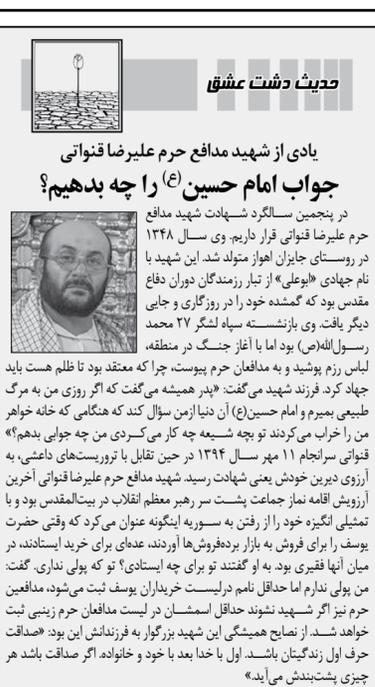 حدیث دشت عشق
یادی از شهید مدافع حرم علیرضا قنواتی
جواب امام حسین(ع) را چه بدهیم؟
در پنجمین سالگرد شهادت شهید مدافع
حرم علیرضا قنواتی قرار داریم. وی سال ۱۳۴۸
در روستای جایزان اهواز متولد شد. این شهید با
نام جهادی «ابوعلی» از تبار رزمندگان دوران دفاع
مقدس بود که گمشده خود را در روزگاری و جایی
دیگر یافت. وی بازنشسته سپاه لشگر ۲۷ محمد
رسول‌الله(ص) بود اما با آغاز جنگ در منطقه،
لباس رزم پوشید و به مدافعان حرم پیوست، چرا که معتقد بود تا ظلم هست باید
جهاد کرد. فرزند شهید می‌گفت: «پدر همیشه می‌گفت که اگر روزی من به مرگ
طبیعی بمیرم و امام حسین(ع) آن دنیا ازمن سؤال کند که هنگامی که خانه خواهر
من را خراب می‌کردند تو بچه شیعه چه کار می‌کردی من چه جوابی بدهم؟»
قنواتی سرانجام ۱۱ مهر سال ۱۳۹۴ در حین تقابل با تروریست‌های داعشی، به
آرزوی دیرین خودش یعنی شهادت رسید. شهید مدافع حرم علیرضا قنواتی آخرین
آرزویش اقامه نماز جماعت پشت سر رهبر معظم انقلاب در بیت‌المقدس بود و با
تمثیلی انگیزه خود را از رفتن به سوریه اینگونه عنوان می‌کرد که وقتی حضرت
یوسف را برای فروش به بازار برده‌فروش‌ها آوردند، عده‌ای برای خرید ایستادند، در
میان آنها فقیری بود. به او گفتند تو برای چه ایستادی؟ تو که پولی نداری. گفت:
من پولی ندارم اما حداقل نامم درلیست خریداران یوسف ثبت می‌شود، مدافعین
حرم نیز اگر شهید نشوند حداقل اسمشان در لیست مدافعان حرم زینبی ثبت
خواهد شد. از نصایح همیشگی این شهید بزرگوار به فرزندانش این بود: «صداقت
حرف اول زندگیتان باشد. اول با خدا بعد با خود و خانواده. اگر صداقت باشد هر
چیزی پشت‌بندش می‌آید.»